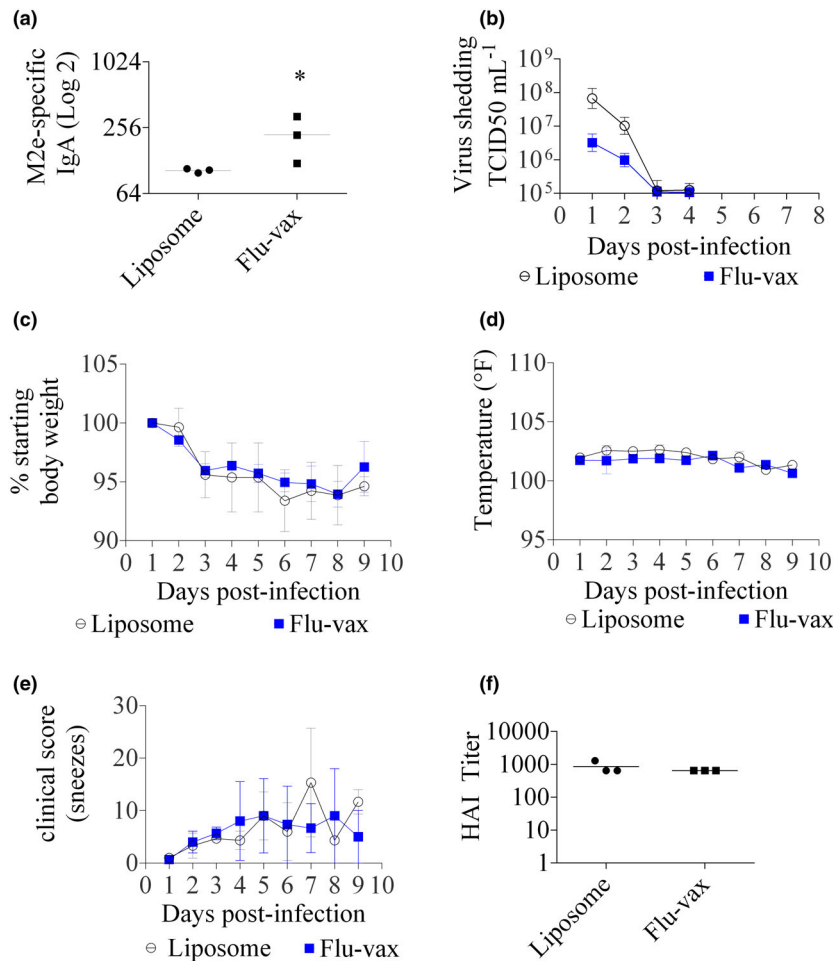 (a)
M2e-specific
IgA (Log 2)
1024
256
64
*
Liposome
Flu-vax
(b)
Virus shedding
TCID50 mL⁻¹
10⁹
10⁸
10⁷
10⁶
10⁵
0 1 2 3 4 5 6 7 8
Days post-infection
Liposome Flu-vax
(c)
% starting
body weight
105
100
95
90
0 1 2 3 4 5 6 7 8 9 10
Days post-infection
Liposome Flu-vax
(d)
Temperature (°F)
110
105
100
95
0 1 2 3 4 5 6 7 8 9 10
Days post-infection
Liposome Flu-vax
(e)
clinical score
(sneezes)
30
20
10
0
0 1 2 3 4 5 6 7 8 9 10
Days post-infection
Liposome Flu-vax
(f)
HAI Titer
10000
1000
100
10
1
Liposome
Flu-vax